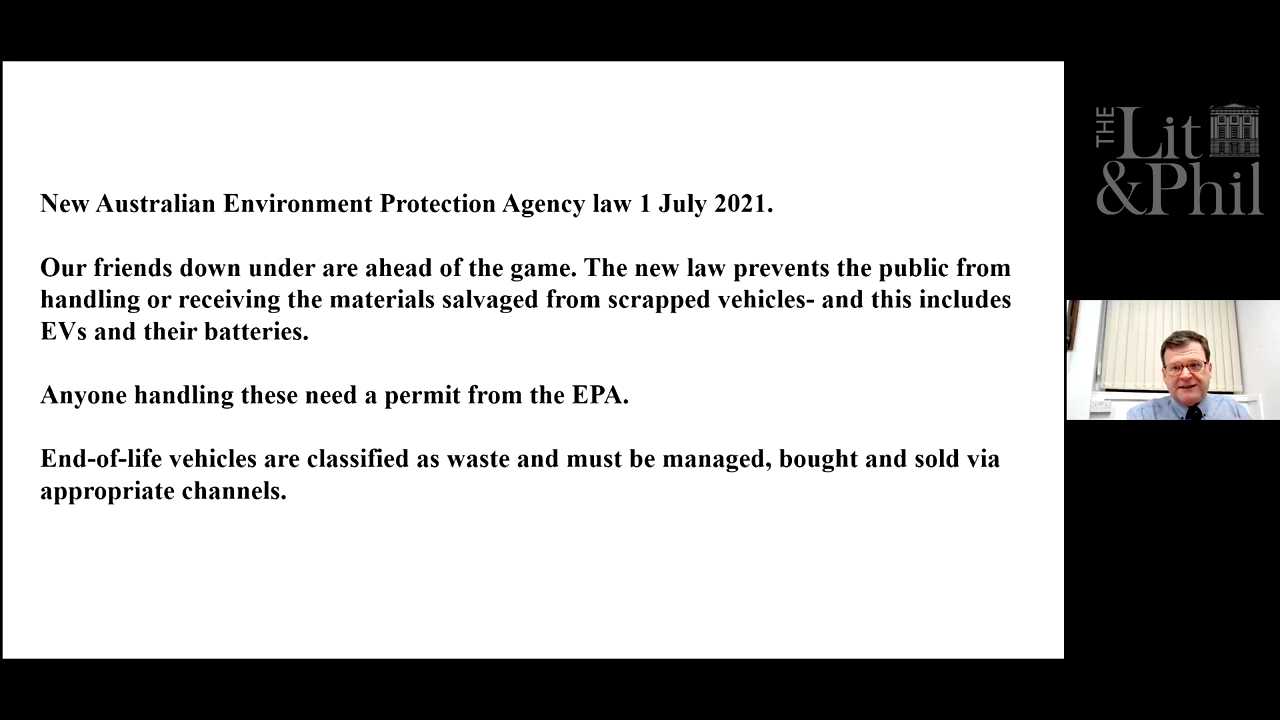 New Australian Environment Protection Agency law 1 July 2021.
Our friends down under are ahead of the game. The new law prevents the public from
handling or receiving the materials salvaged from scrapped vehicles- and this includes
EVs and their batteries.
Anyone handling these need a permit from the EPA.
End-of-life vehicles are classified as waste and must be managed, bought and sold via
appropriate channels.
THE
Lit
&Phil